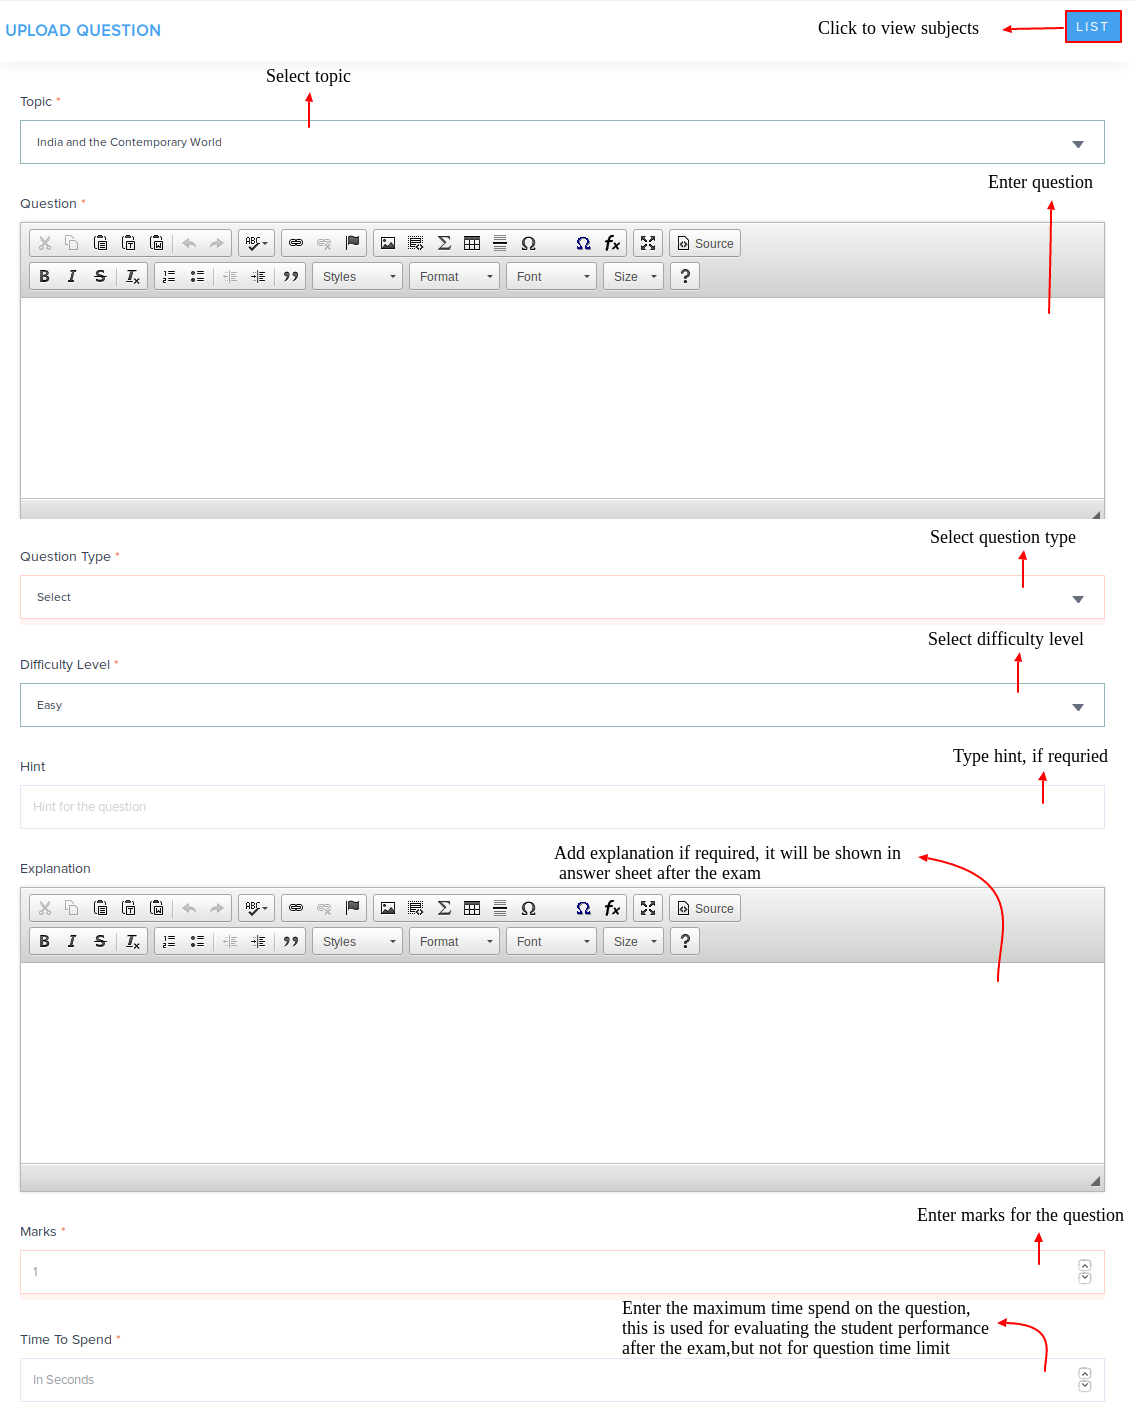 UPLOAD QUESTION
Click to view subjects
LIST
Select topic
Topic *
India and the Contemporary World
Enter question
Question *
ABC
Source
B I S Tx
Styles
Format
Font
Size
?
Select question type
Question Type *
Select
Select difficulty level
Difficulty Level *
Easy
Type hint, if requried
Hint
Hint for the question
Add explanation if required, it will be shown in
answer sheet after the exam
Explanation
ABC
Source
B I S Tx
Styles
Format
Font
Size
?
Enter marks for the question
Marks *
1
Enter the maximum time spend on the question,
this is used for evaluating the student performance
after the exam,but not for question time limit
Time To Spend *
In Seconds